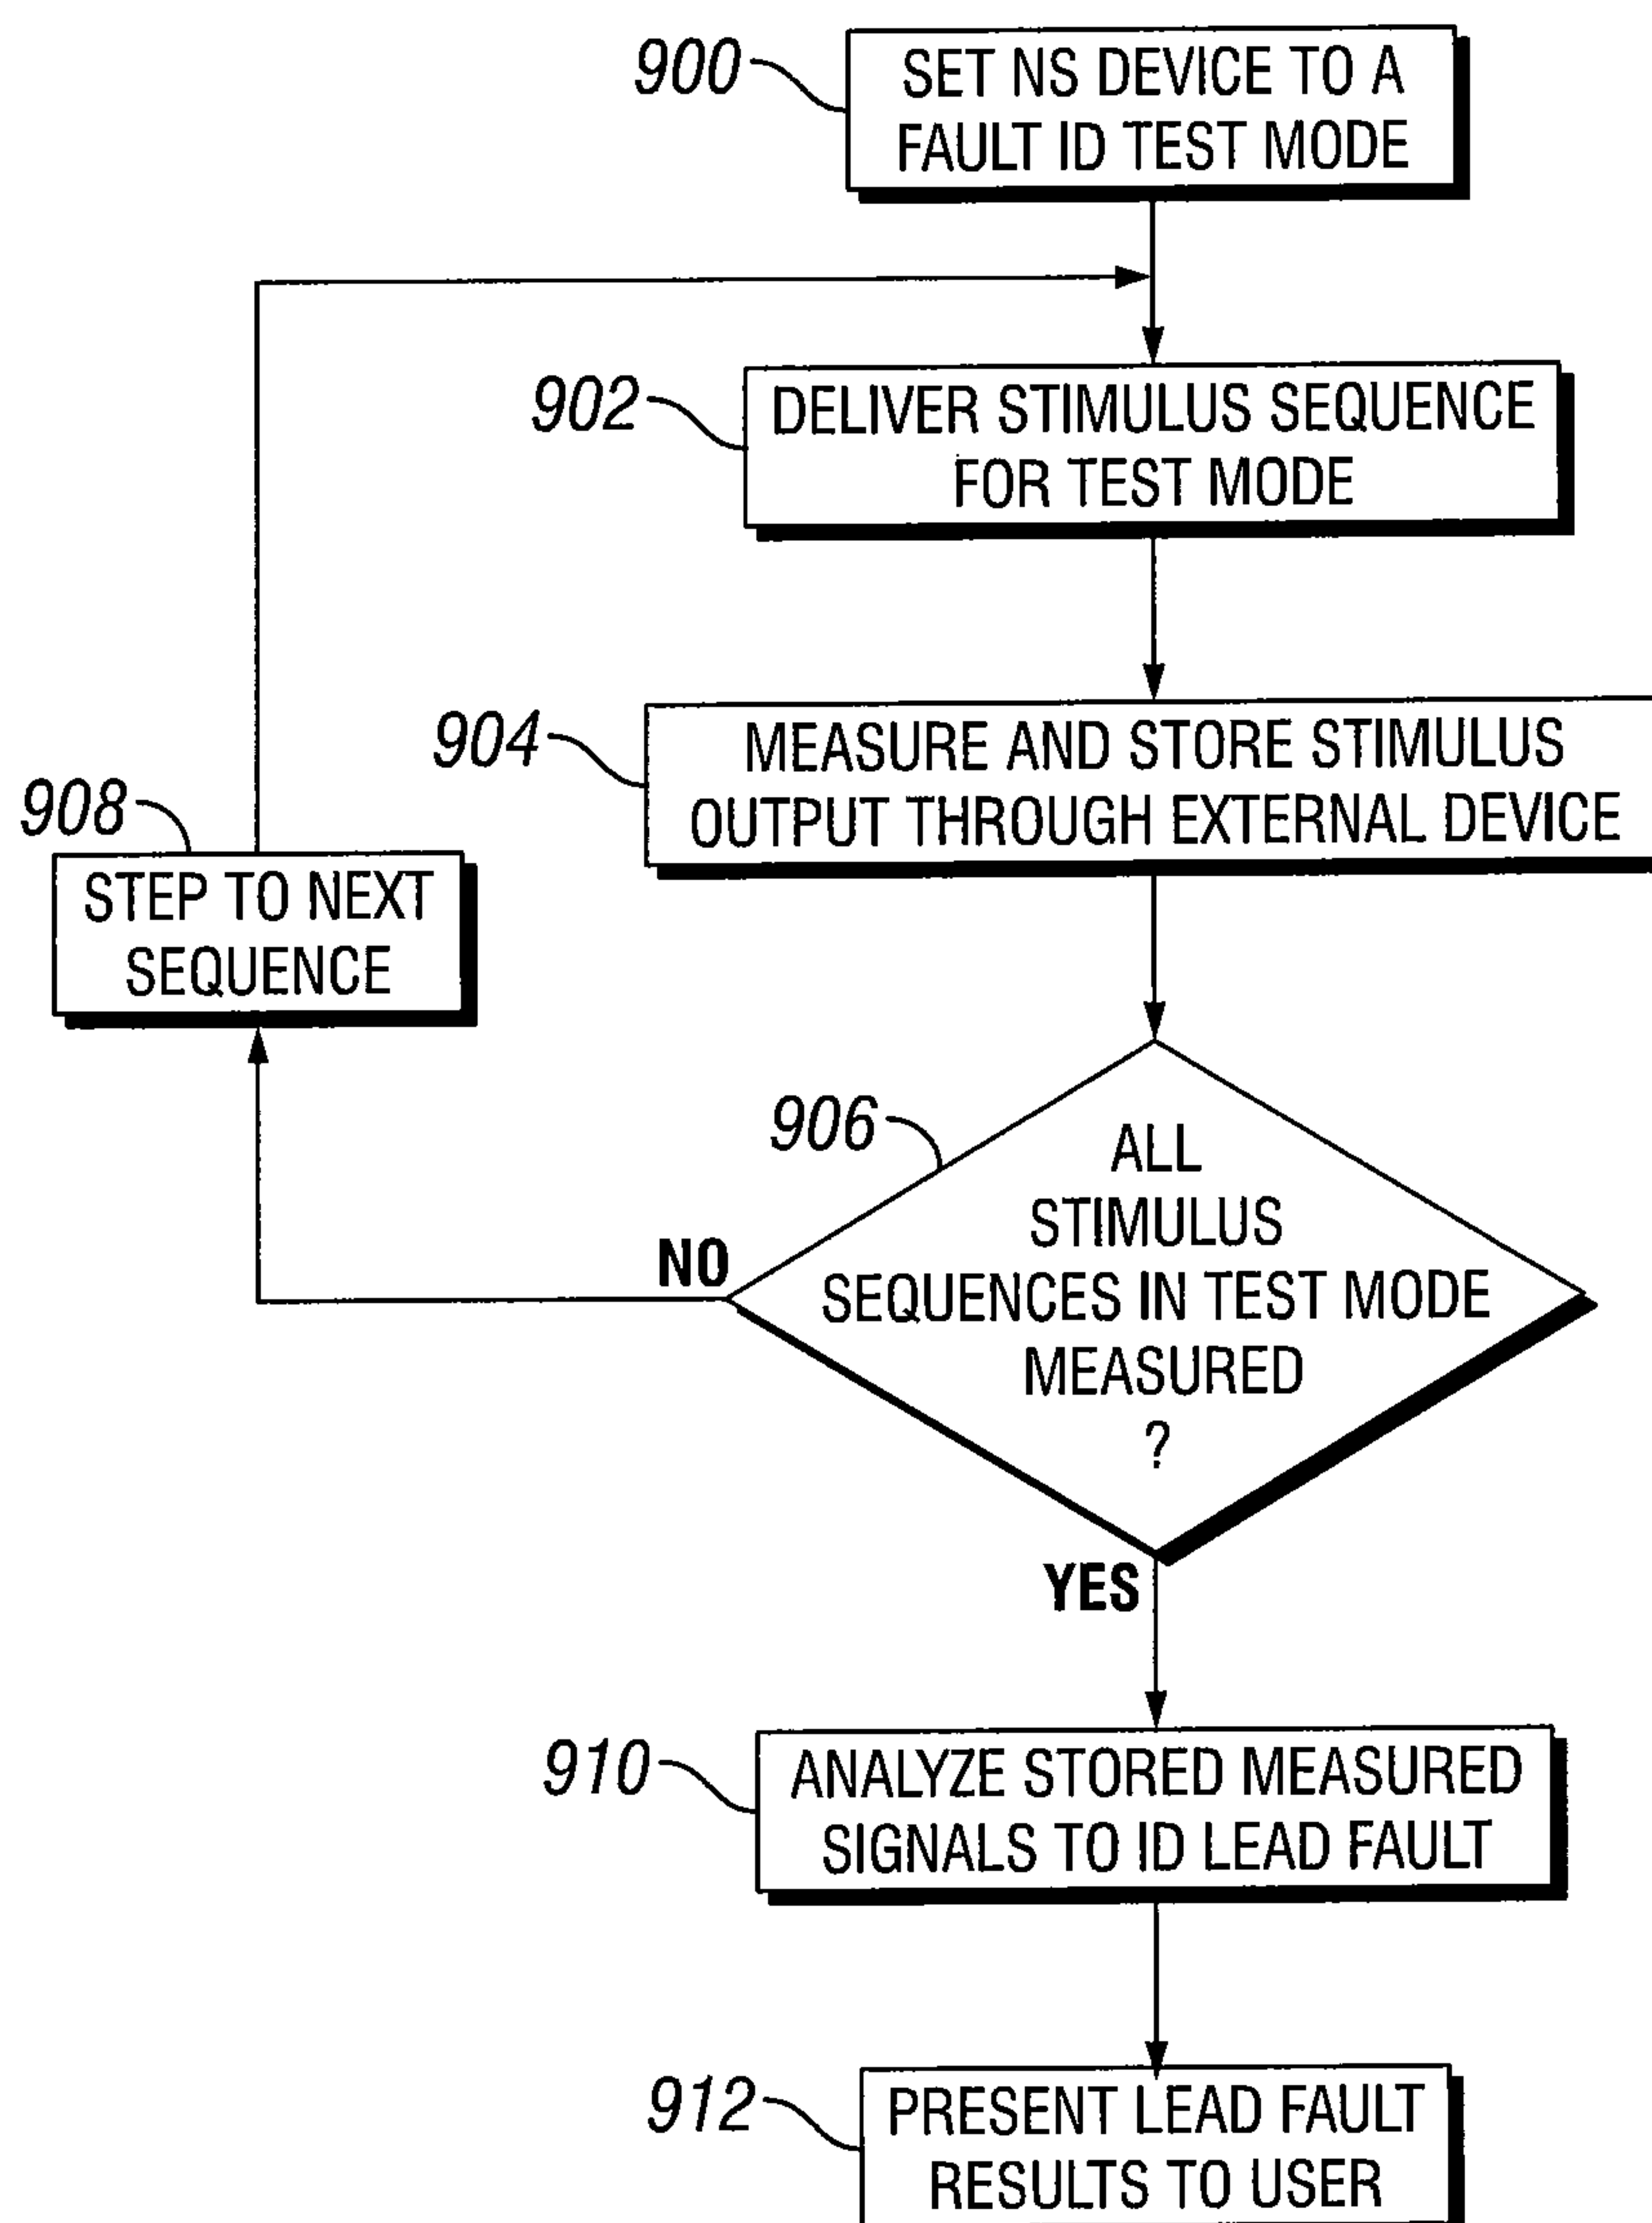 900
SET NS DEVICE TO A
FAULT ID TEST MODE
902
DELIVER STIMULUS SEQUENCE
FOR TEST MODE
904
MEASURE AND STORE STIMULUS
OUTPUT THROUGH EXTERNAL DEVICE
908
STEP TO NEXT
SEQUENCE
906
ALL
STIMULUS
SEQUENCES IN TEST MODE
MEASURED
?
NO
YES
910
ANALYZE STORED MEASURED
SIGNALS TO ID LEAD FAULT
912
PRESENT LEAD FAULT
RESULTS TO USER